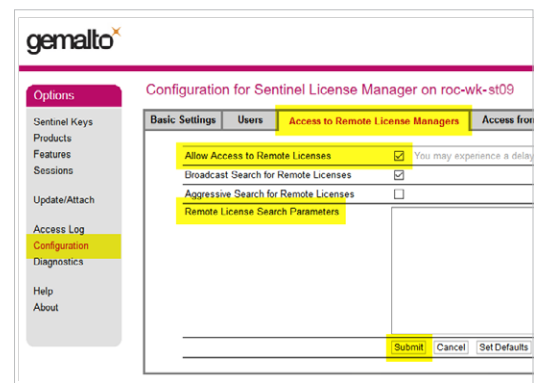 gemalto
Options
Sentinel Keys
Products
Features
Sessions
Update/Attach
Access Log
Configuration
Diagnostics
Help
About
Configuration for Sentinel License Manager on roc-wk-st09
Basic Settings Users Access to Remote License Managers Access from
Allow Access to Remote Licenses You may experience a delay
Broadcast Search for Remote Licenses
Aggressive Search for Remote Licenses
Remote License Search Parameters
Submit Cancel Set Defaults